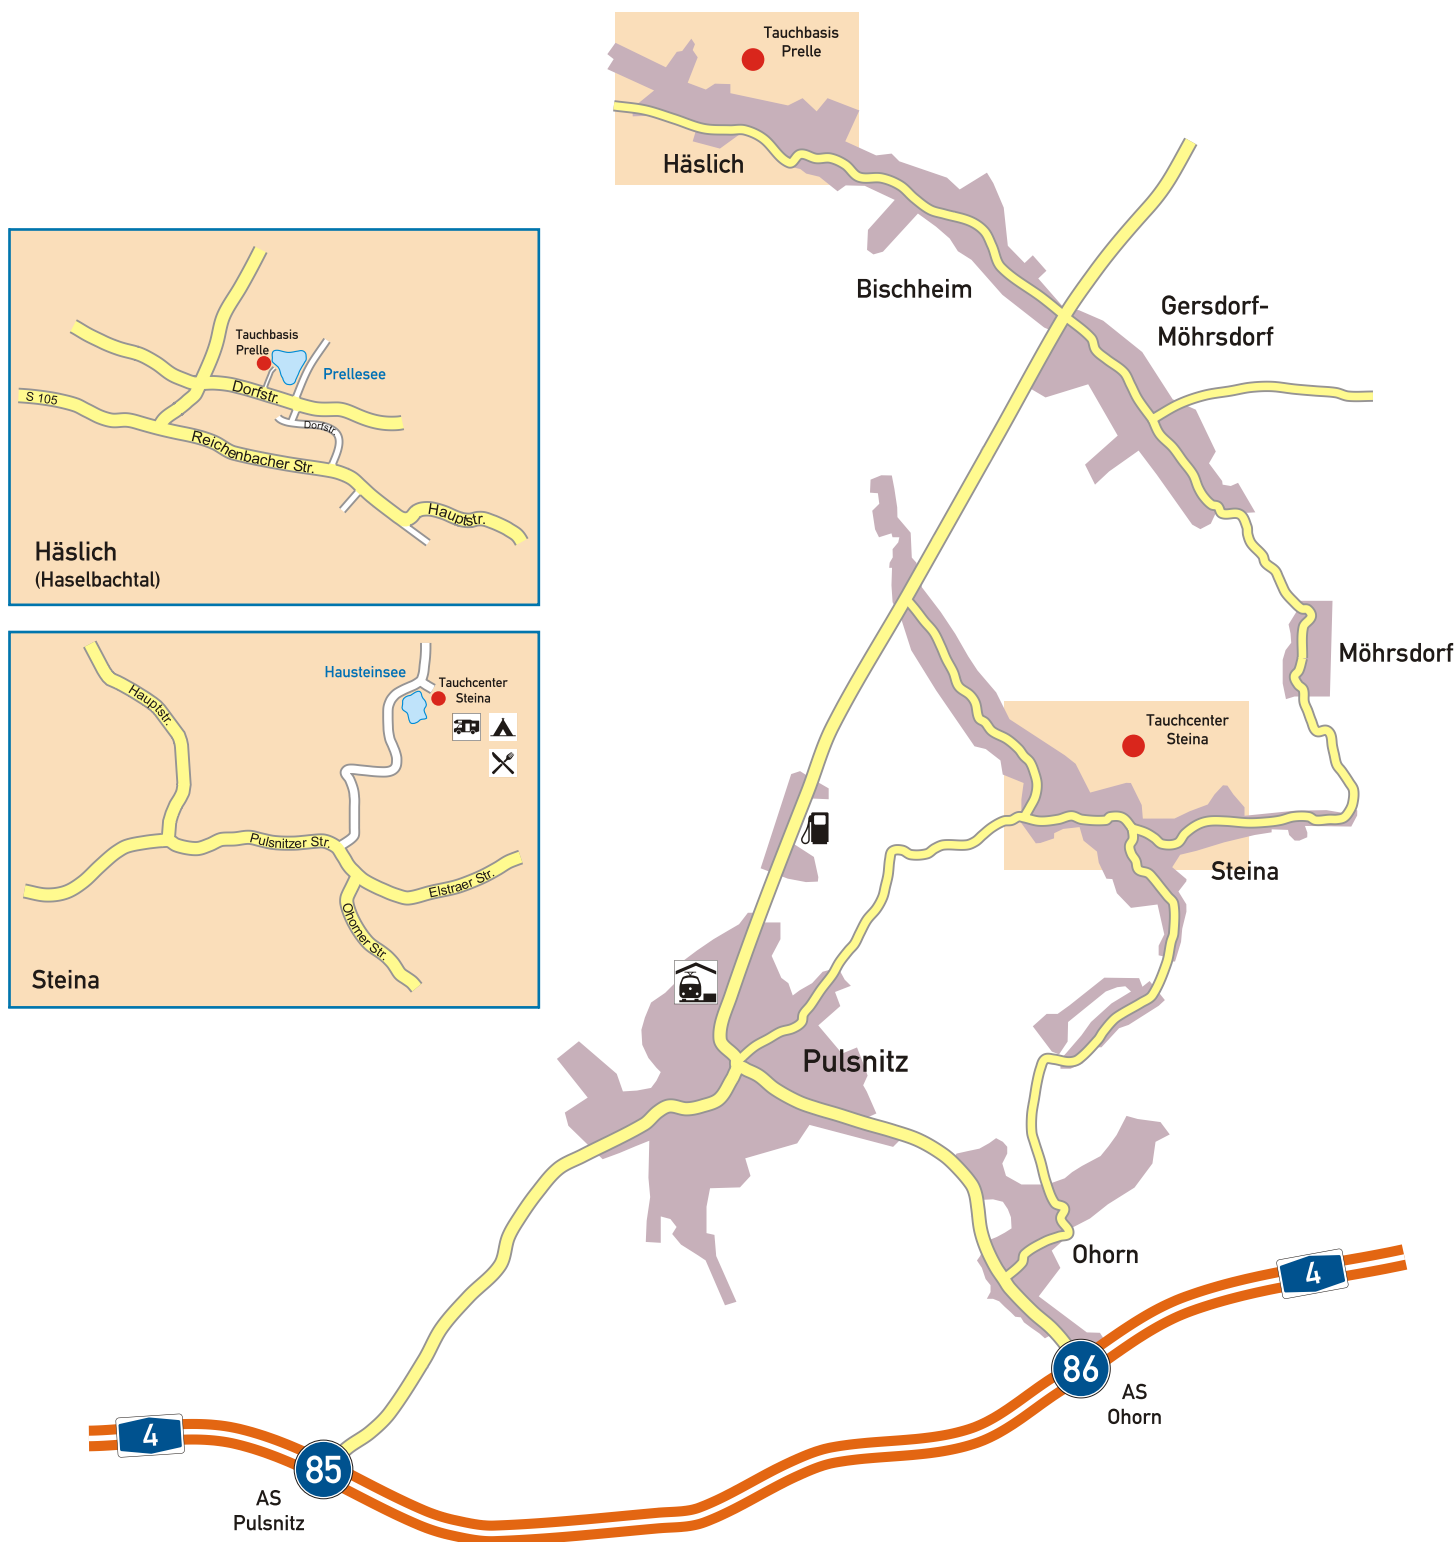 Tauchbasis
Prelle
Häslich
Bischheim
Gersdorf-
Möhrsdorf
Tauchbasis
Prelle
Prellesee
Dorfstr.
S 105
Dorfstr.
Reichenbacher Str.
Hauptstr.
Häslich
(Haselbachtal)
Hausteinsee
Tauchcenter
Steina
Hauptstr.
Pulsnitzer Str.
Elstraer Str.
Ohorner Str.
Steina
Möhrsdorf
Tauchcenter
Steina
Steina
Pulsnitz
Ohorn
4
86
AS
Ohorn
4
85
AS
Pulsnitz